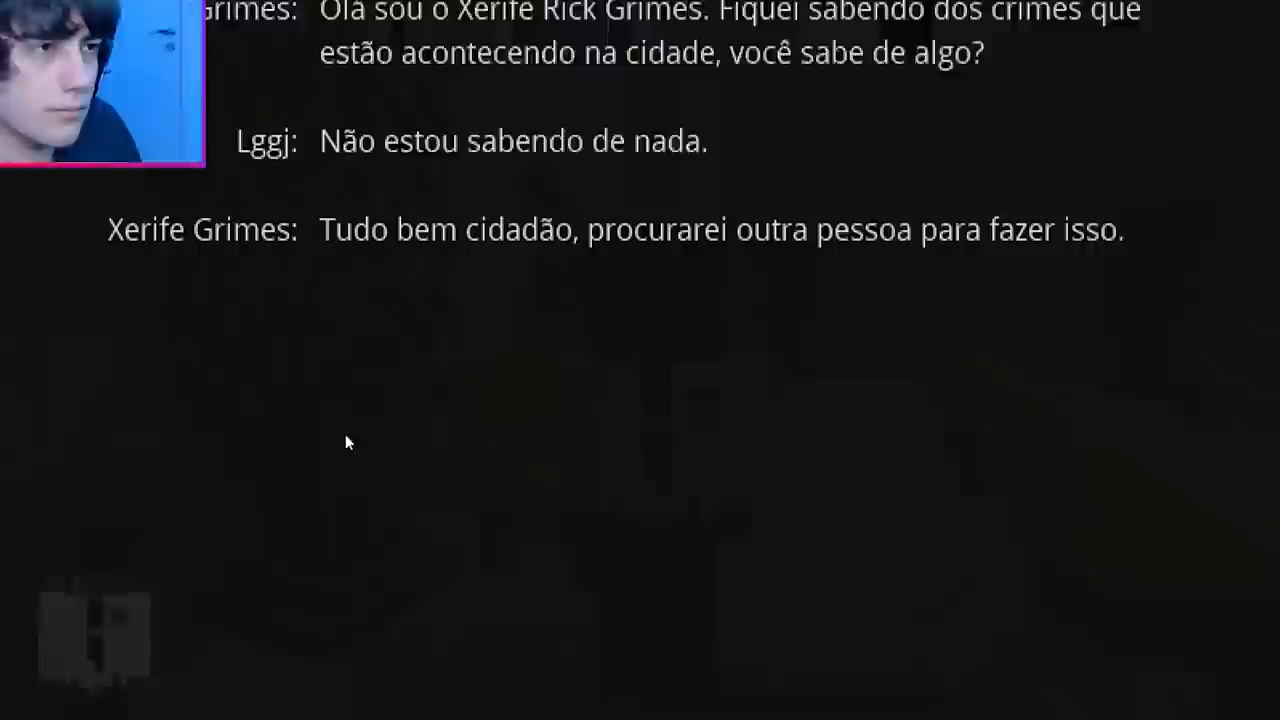 Grimes: Olá sou o Xerife Rick Grimes. Fiquei sabendo dos crimes que
estão acontecendo na cidade, você sabe de algo?
Lggj: Não estou sabendo de nada.
Xerife Grimes: Tudo bem cidadão, procurarei outra pessoa para fazer isso.